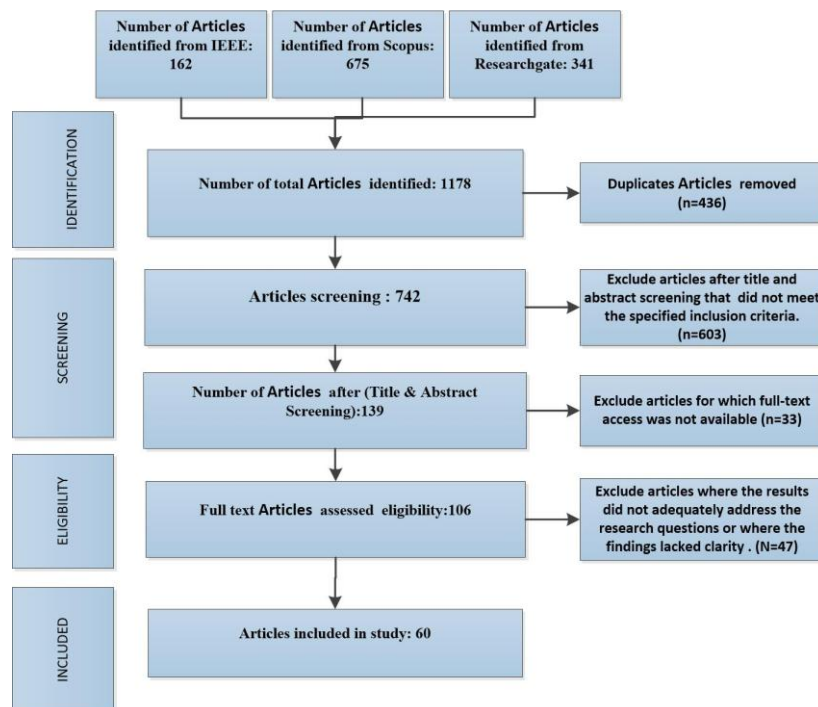 Number of Articles
identified from IEEE:
162
Number of Articles
identified from Scopus:
675
Number of Articles
identified from
Researchgate: 341
IDENTIFICATION
Number of total Articles identified: 1178
Duplicates Articles removed
(n=436)
SCREENING
Articles screening : 742
Exclude articles after title and
abstract screening that did not meet
the specified inclusion criteria.
(n=603)
Number of Articles after (Title & Abstract
Screening):139
Exclude articles for which full-text
access was not available (n=33)
ELIGIBILITY
Full text Articles assessed eligibility:106
Exclude articles where the results
did not adequately address the
research questions or where the
findings lacked clarity . (N=47)
INCLUDED
Articles included in study: 60